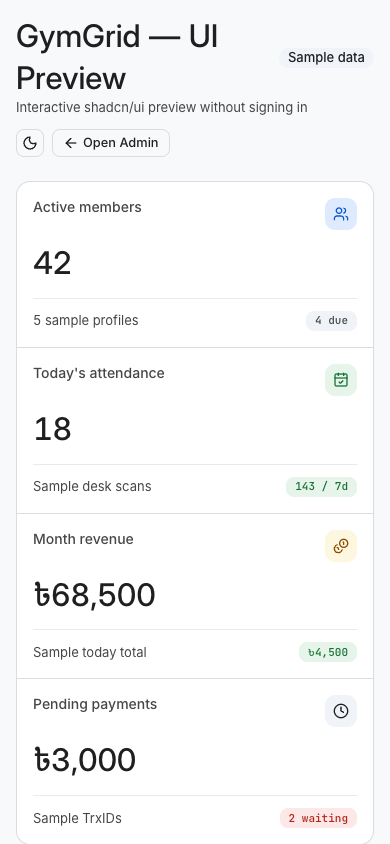 GymGrid — UI
Preview
Sample data
Interactive shadcn/ui preview without signing in
Open Admin
Active members
42
5 sample profiles
4 due
Today's attendance
18
Sample desk scans
143 / 7d
Month revenue
৳68,500
Sample today total
৳4,500
Pending payments
৳3,000
Sample TrxIDs
2 waiting